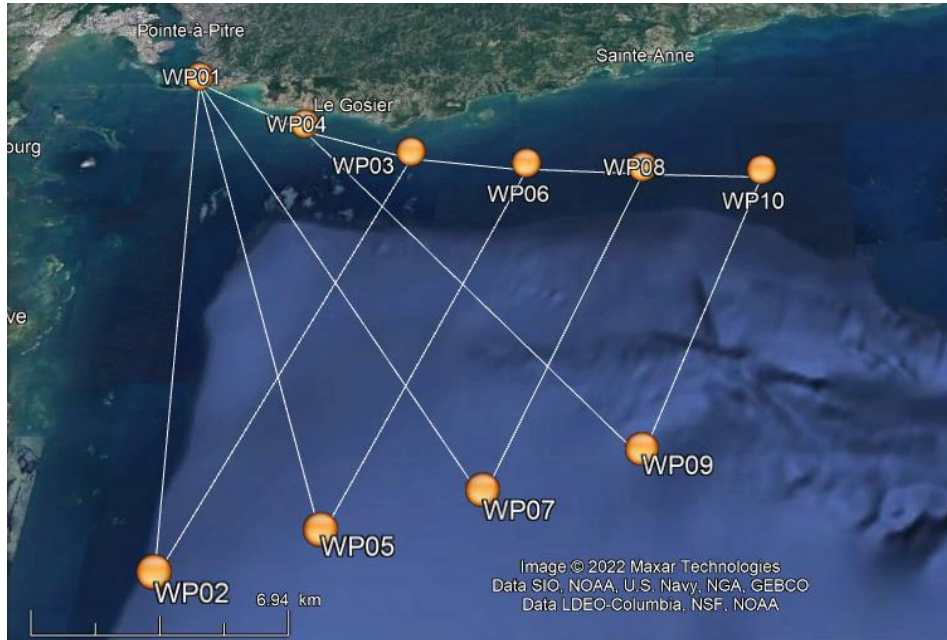 Pointe-à-Pitre
Sainte-Anne
WP01
Le Gosier
WP04
ourg
WP03
WP08
WP06
WP10
ve
WP09
WP07
WP05
WP02
6.94 km
Image © 2022 Maxar Technologies
Data SIO, NOAA, U.S. Navy, NGA, GEBCO
Data LDEO-Columbia, NSF, NOAA